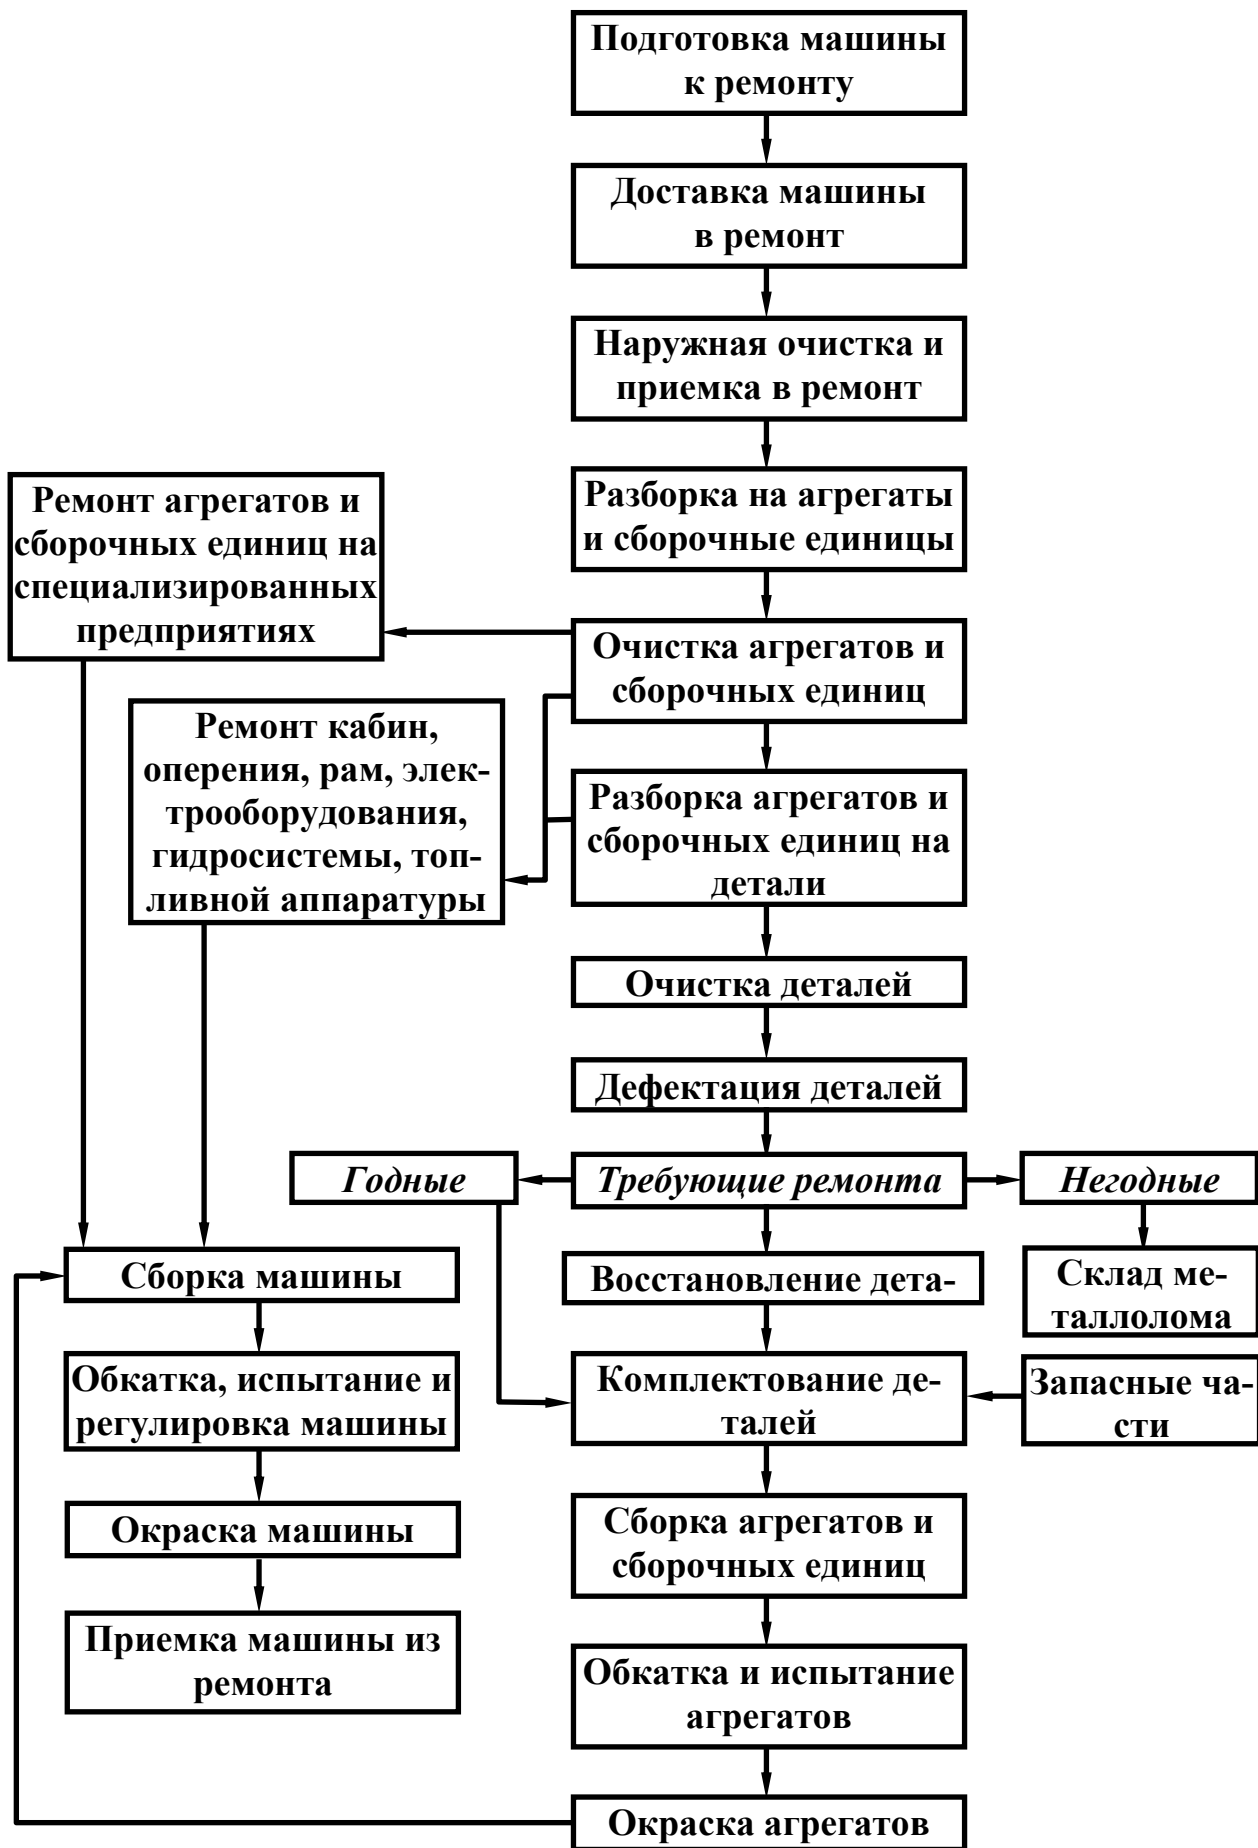 Подготовка машины
к ремонту
Доставка машины
в ремонт
Наружная очистка и
приемка в ремонт
Разборка на агрегаты
и сборочные единицы
Ремонт агрегатов и
сборочных единиц на
специализированных
предприятиях
Очистка агрегатов и
сборочных единиц
Ремонт кабин,
оперения, рам, элек-
трооборудования,
гидросистемы, топ-
ливной аппаратуры
Разборка агрегатов и
сборочных единиц на
детали
Очистка деталей
Дефектация деталей
Годные
Требующие ремонта
Негодные
Сборка машины
Восстановление дета-
Склад ме-
таллолома
Обкатка, испытание и
регулировка машины
Комплектование де-
талей
Запасные ча-
сти
Окраска машины
Сборка агрегатов и
сборочных единиц
Приемка машины из
ремонта
Обкатка и испытание
агрегатов
Окраска агрегатов